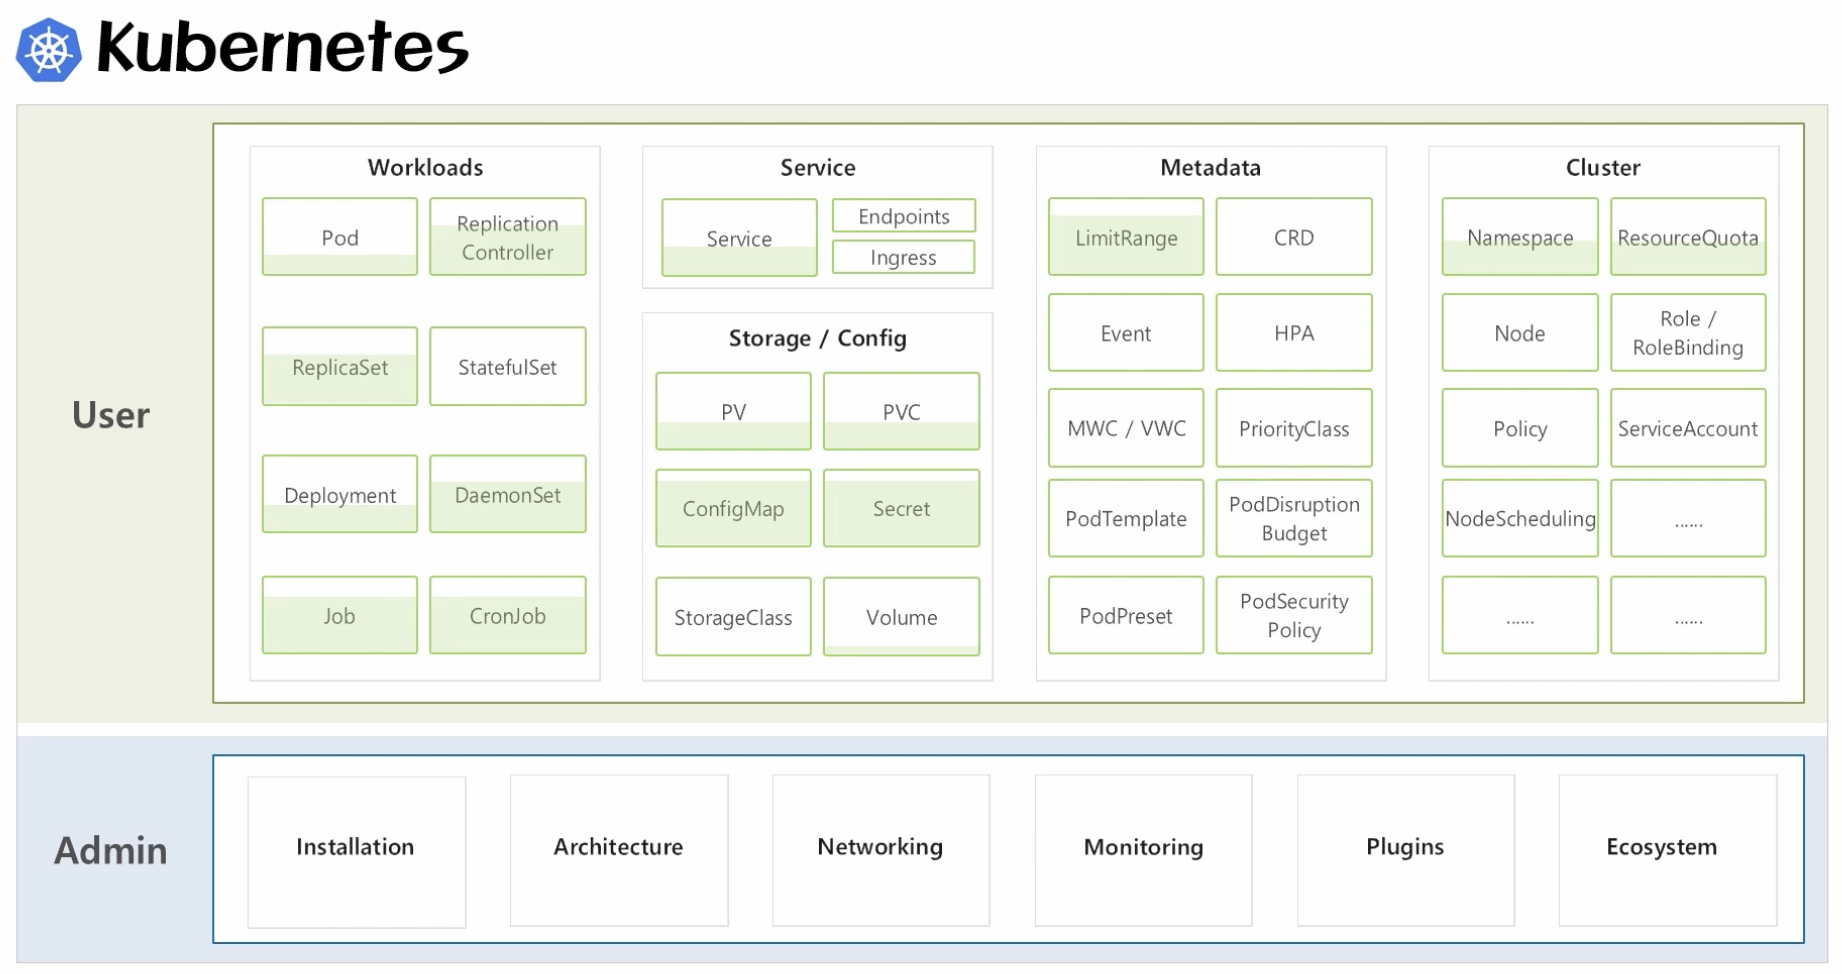 Kubernetes
User
Workloads
Pod
Replication
Controller
ReplicaSet
StatefulSet
Deployment
DaemonSet
Job
CronJob
Service
Service
Endpoints
Ingress
Storage / Config
PV
PVC
ConfigMap
Secret
StorageClass
Volume
Metadata
LimitRange
CRD
Event
HPA
MWC / VWC
PriorityClass
PodTemplate
PodDisruption
Budget
PodPreset
PodSecurity
Policy
Cluster
Namespace
ResourceQuota
Node
Role /
RoleBinding
Policy
ServiceAccount
NodeScheduling
......
......
......
Admin
Installation
Architecture
Networking
Monitoring
Plugins
Ecosystem